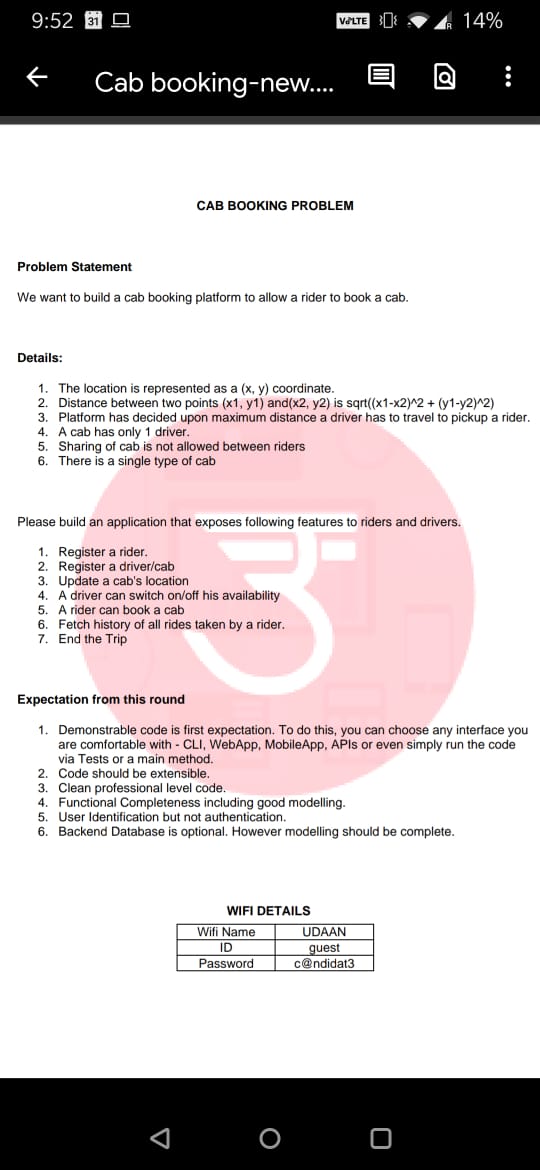 9:52 31 VoLTE R 14%
Cab booking-new....
CAB BOOKING PROBLEM
Problem Statement
We want to build a cab booking platform to allow a rider to book a cab.
Details:
1. The location is represented as a (x, y) coordinate.
2. Distance between two points (x1, y1) and(x2, y2) is sqrt((x1-x2)^2 + (y1-y2)^2)
3. Platform has decided upon maximum distance a driver has to travel to pickup a rider.
4. A cab has only 1 driver.
5. Sharing of cab is not allowed between riders
6. There is a single type of cab
Please build an application that exposes following features to riders and drivers.
1. Register a rider.
2. Register a driver/cab
3. Update a cab's location
4. A driver can switch on/off his availability
5. A rider can book a cab
6. Fetch history of all rides taken by a rider.
7. End the Trip
उ
Expectation from this round
1. Demonstrable code is first expectation. To do this, you can choose any interface you
are comfortable with - CLI, WebApp, MobileApp, APIs or even simply run the code
via Tests or a main method.
2. Code should be extensible.
3. Clean professional level code.
4. Functional Completeness including good modelling.
5. User Identification but not authentication.
6. Backend Database is optional. However modelling should be complete.
WIFI DETAILS
Wifi Name UDAAN
ID guest
Password c@ndidat3